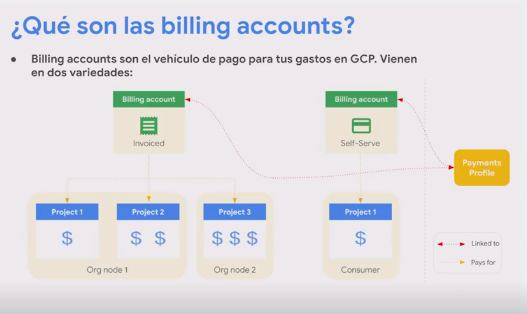 ¿Qué son las billing accounts?
● Billing accounts son el vehículo de pago para tus gastos en GCP. Vienen
en dos variedades:
Billing account
Invoiced
Billing account
Self-Serve
Payments
Profile
Project 1
$
Project 2
$ $
Project 3
$ $ $
Project 1
$
Org node 1
Org node 2
Consumer
Linked to
Pays for